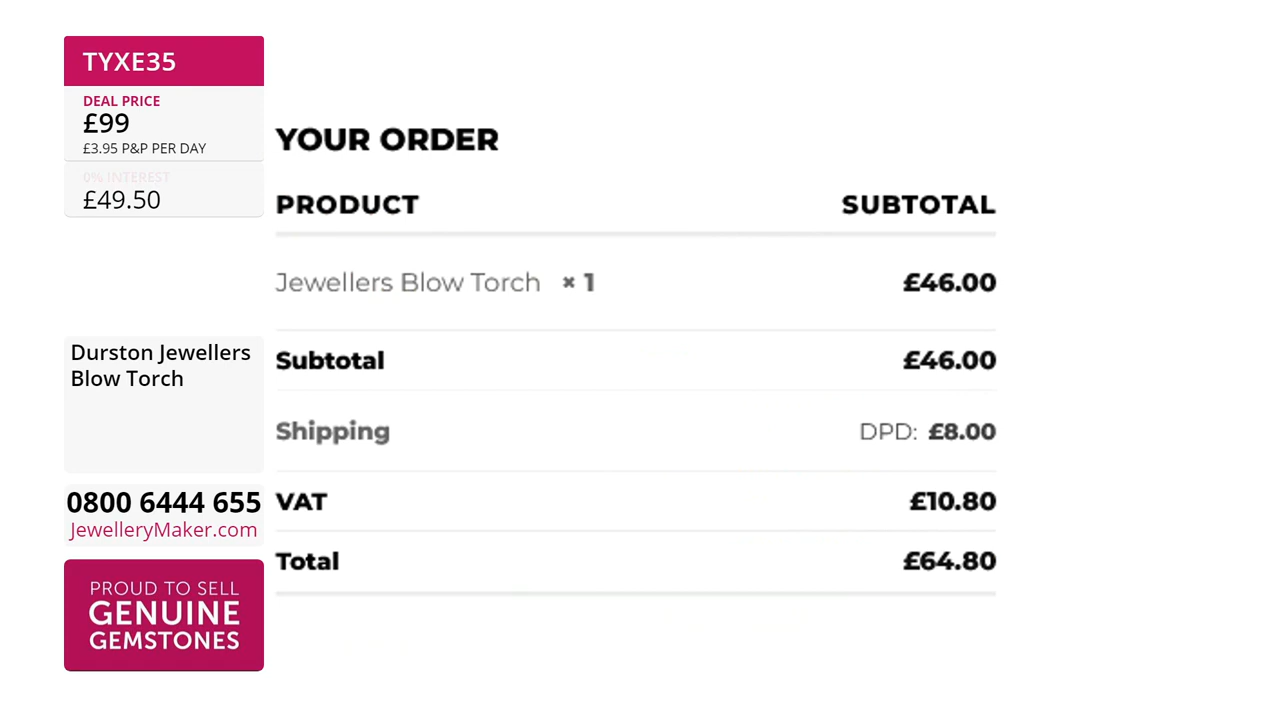 TYXE35
DEAL PRICE
£99
£3.95 P&P PER DAY
0% INTEREST
£49.50
Durston Jewellers
Blow Torch
0800 6444 655
JewelleryMaker.com
PROUD TO SELL
GENUINE
GEMSTONES
YOUR ORDER
PRODUCT SUBTOTAL
Jewellers Blow Torch × 1 £46.00
Subtotal £46.00
Shipping DPD: £8.00
VAT £10.80
Total £64.80